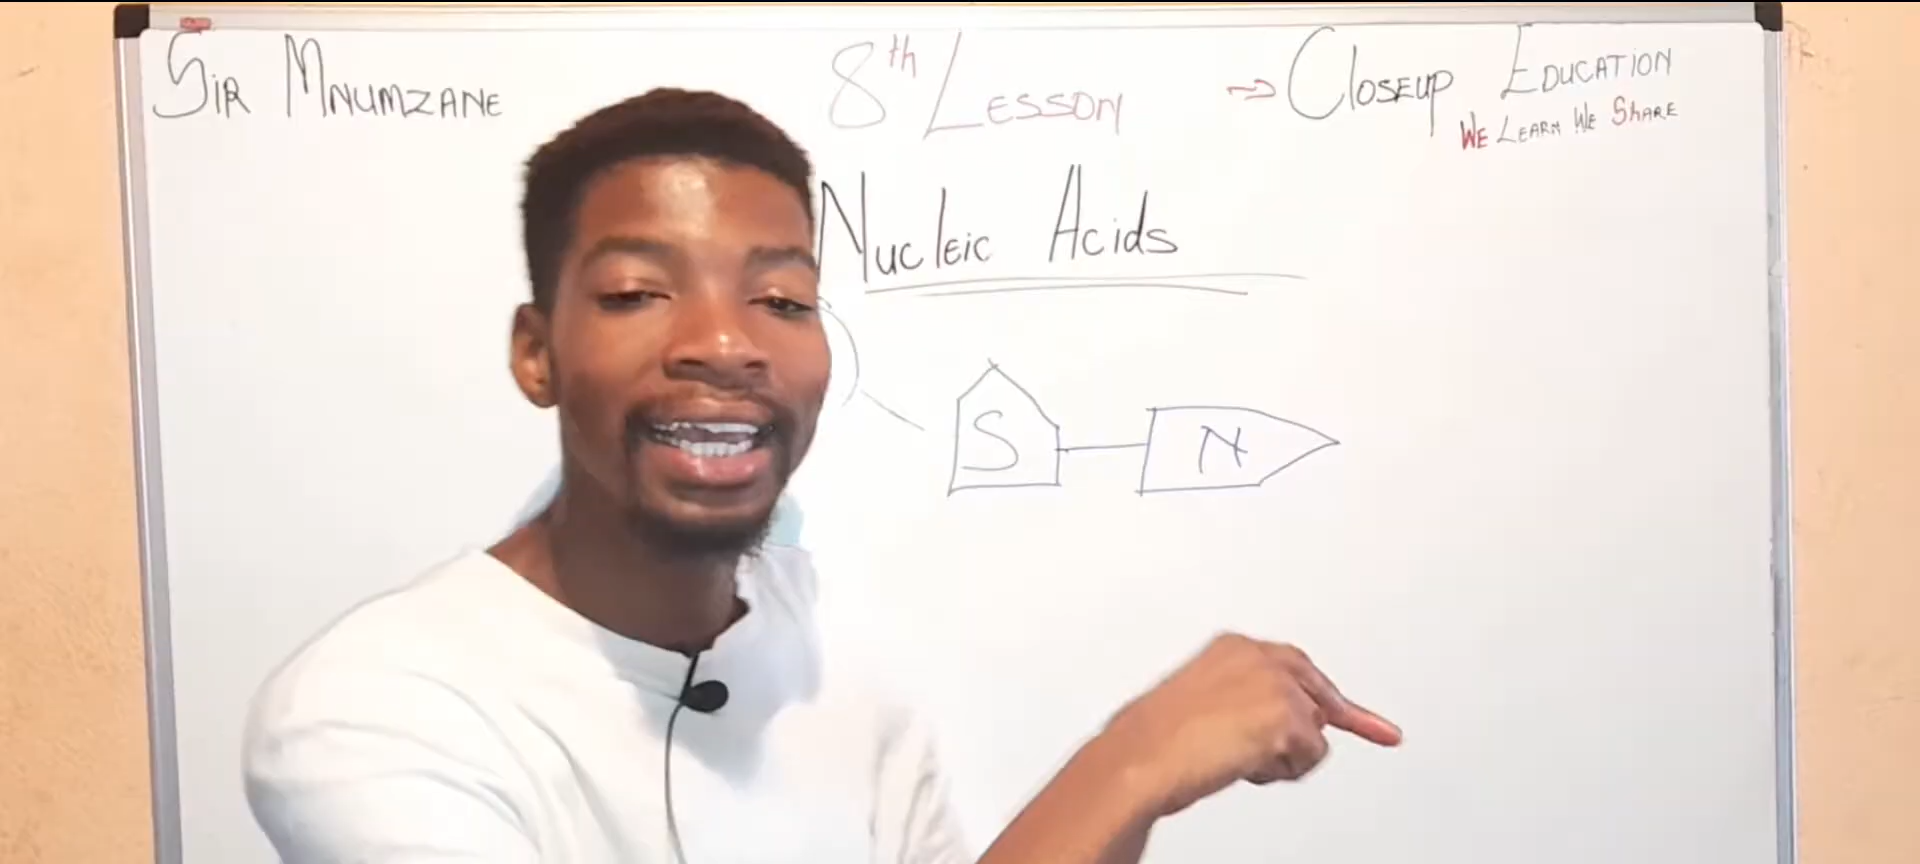 Sir Mnumzane
8th Lesson
→ Closeup Education
We Learn We Share
Nucleic Acids
S
N